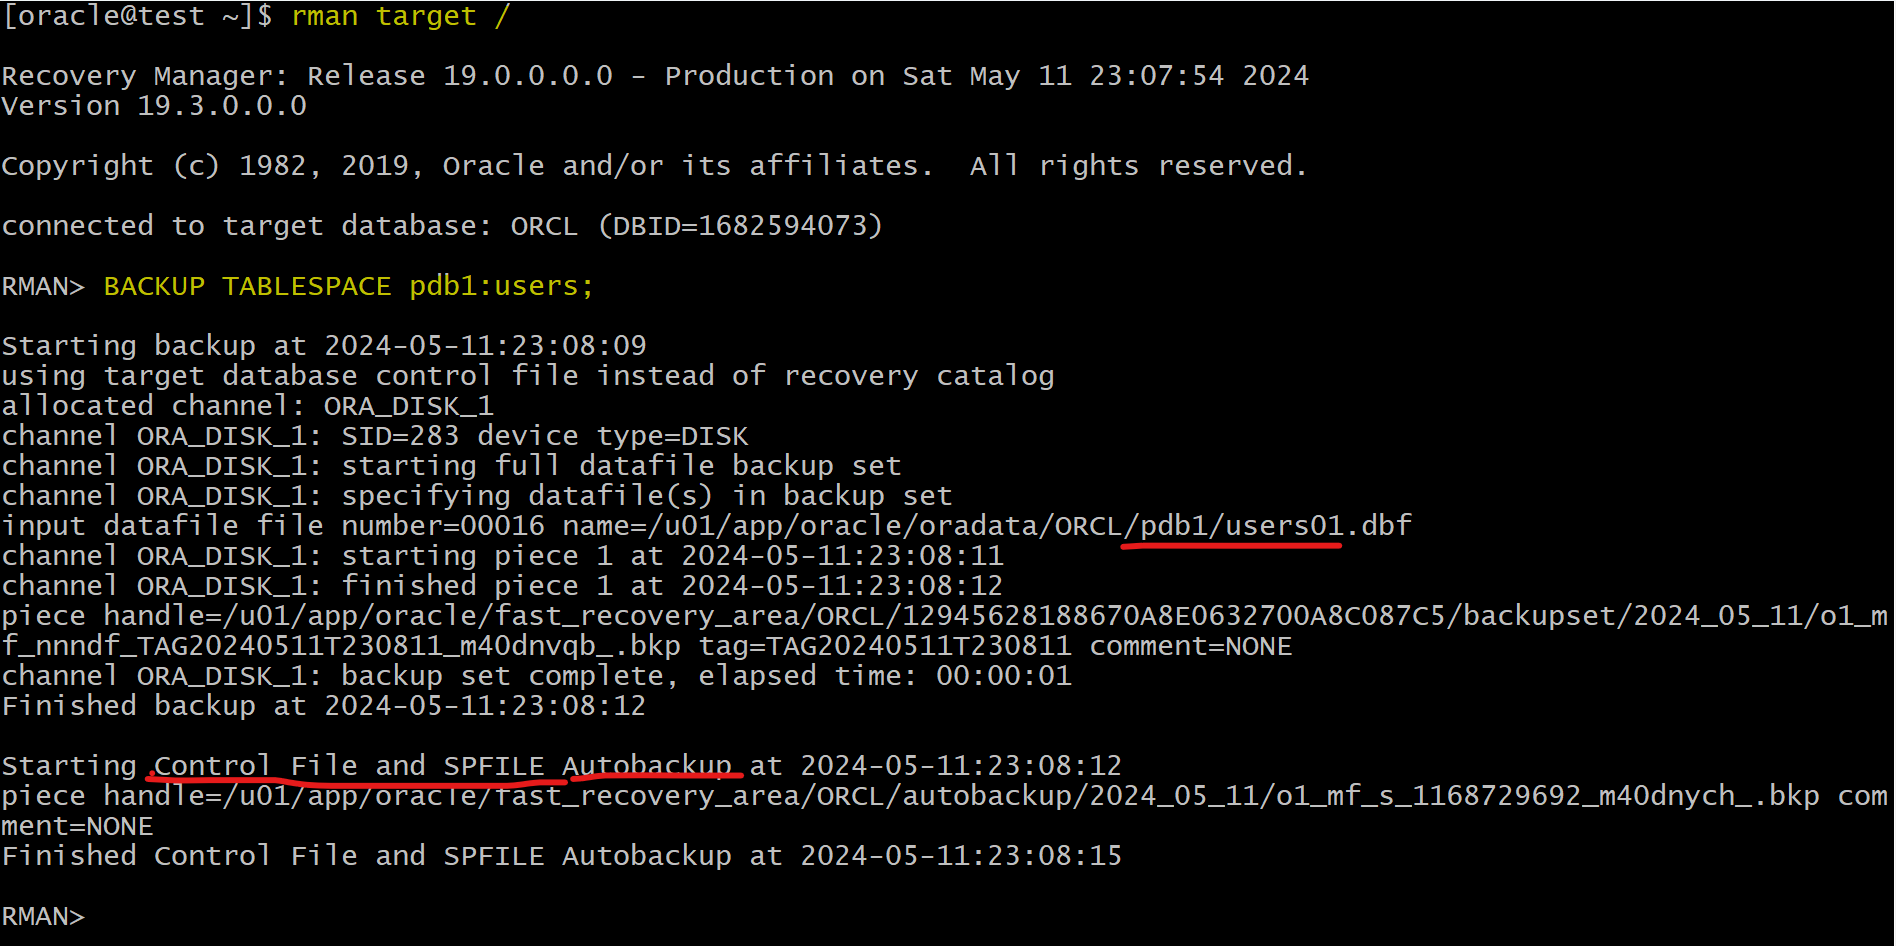 [oracle@test ~]$ rman target /
Recovery Manager: Release 19.0.0.0.0 - Production on Sat May 11 23:07:54 2024
Version 19.3.0.0.0
Copyright (c) 1982, 2019, Oracle and/or its affiliates.  All rights reserved.
connected to target database: ORCL (DBID=1682594073)
RMAN> BACKUP TABLESPACE pdb1:users;
Starting backup at 2024-05-11:23:08:09
using target database control file instead of recovery catalog
allocated channel: ORA_DISK_1
channel ORA_DISK_1: SID=283 device type=DISK
channel ORA_DISK_1: starting full datafile backup set
channel ORA_DISK_1: specifying datafile(s) in backup set
input datafile file number=00016 name=/u01/app/oracle/oradata/ORCL/pdb1/users01.dbf
channel ORA_DISK_1: starting piece 1 at 2024-05-11:23:08:11
channel ORA_DISK_1: finished piece 1 at 2024-05-11:23:08:12
piece handle=/u01/app/oracle/fast_recovery_area/ORCL/12945628188670A8E0632700A8C087C5/backupset/2024_05_11/o1_m
f_nnndf_TAG20240511T230811_m40dnvqb_.bkp tag=TAG20240511T230811 comment=NONE
channel ORA_DISK_1: backup set complete, elapsed time: 00:00:01
Finished backup at 2024-05-11:23:08:12
Starting Control File and SPFILE Autobackup at 2024-05-11:23:08:12
piece handle=/u01/app/oracle/fast_recovery_area/ORCL/autobackup/2024_05_11/o1_mf_s_1168729692_m40dnych_.bkp com
ment=NONE
Finished Control File and SPFILE Autobackup at 2024-05-11:23:08:15
RMAN>